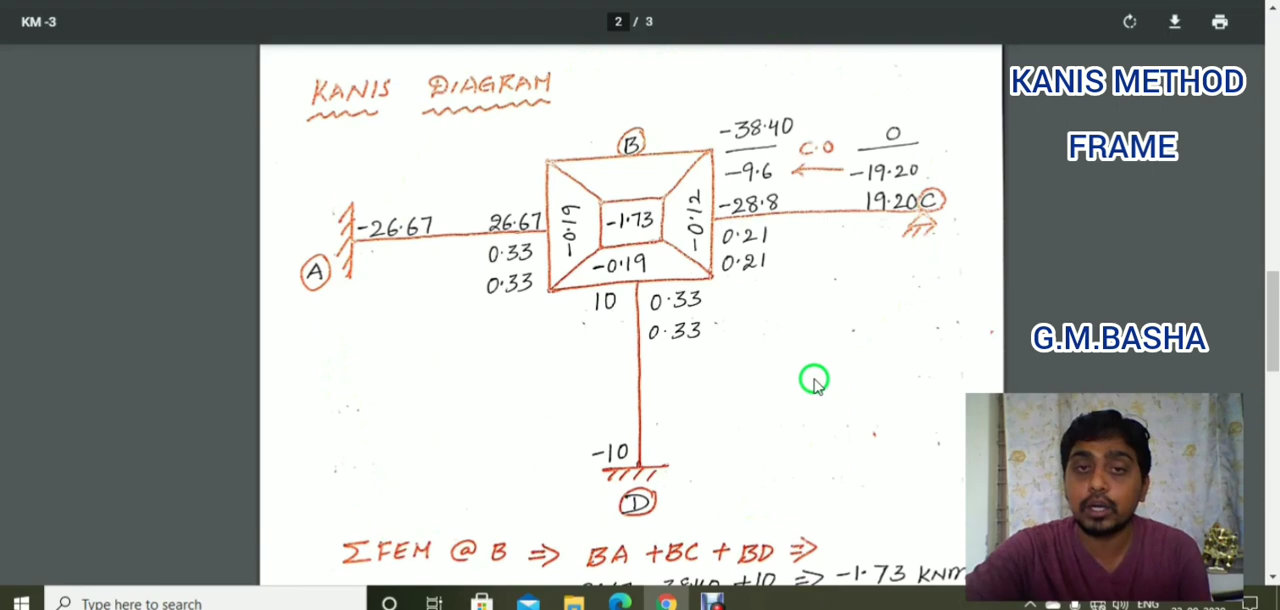 KM -3
2 / 3
KANIS METHOD
FRAME
G.M.BASHA
KANIS DIAGRAM
B
-38.40
0
C.O
-9.6
-19.20
-28.8
19.20 C
-26.67
26.67
-0.19
-1.73
-0.12
0.33
0.21
A
0.33
-0.19
0.21
10
0.33
0.33
-10
D
ΣFEM @ B ⇒ BA + BC + BD ⇒
+10 ⇒ -1.73 KNm
Type here to search
ENG